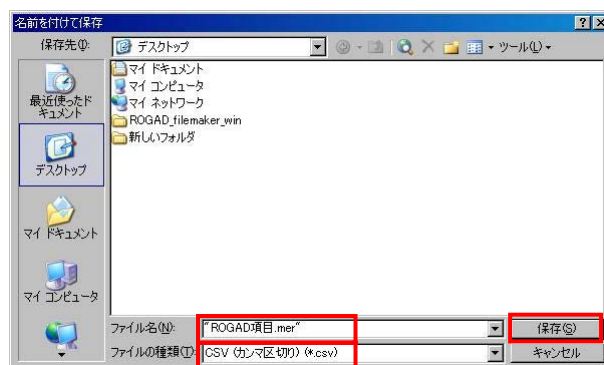 名前を付けて保存
保存先(I): デスクトップ ツール(L)
マイ ドキュメント
マイ コンピュータ
マイ ネットワーク
ROGAD_filemaker_win
新しいフォルダ
最近使ったド
キュメント
デスクトップ
マイ ドキュメント
マイ コンピュータ
ファイル名(N): "ROGAD項目.mer" 保存(S)
ファイルの種類(T): CSV (カンマ区切り) (*.csv) キャンセル